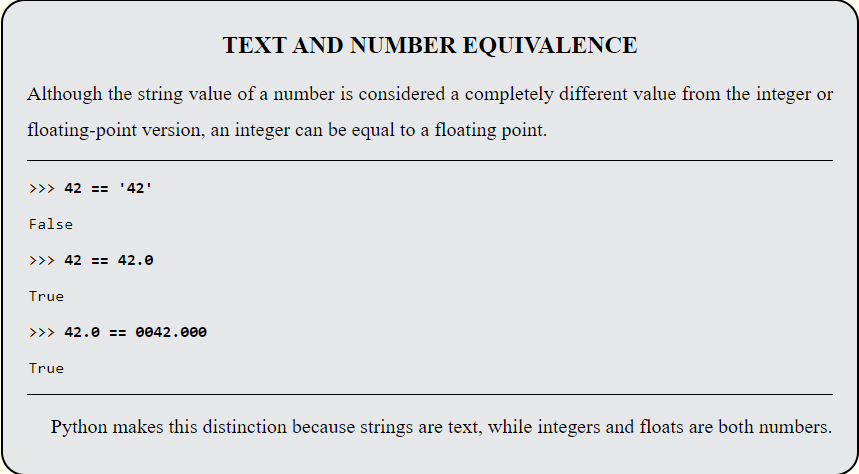 TEXT AND NUMBER EQUIVALENCE
Although the string value of a number is considered a completely different value from the integer or
floating-point version, an integer can be equal to a floating point.
>>> 42 == '42'
False
>>> 42 == 42.0
True
>>> 42.0 == 0042.000
True
Python makes this distinction because strings are text, while integers and floats are both numbers.